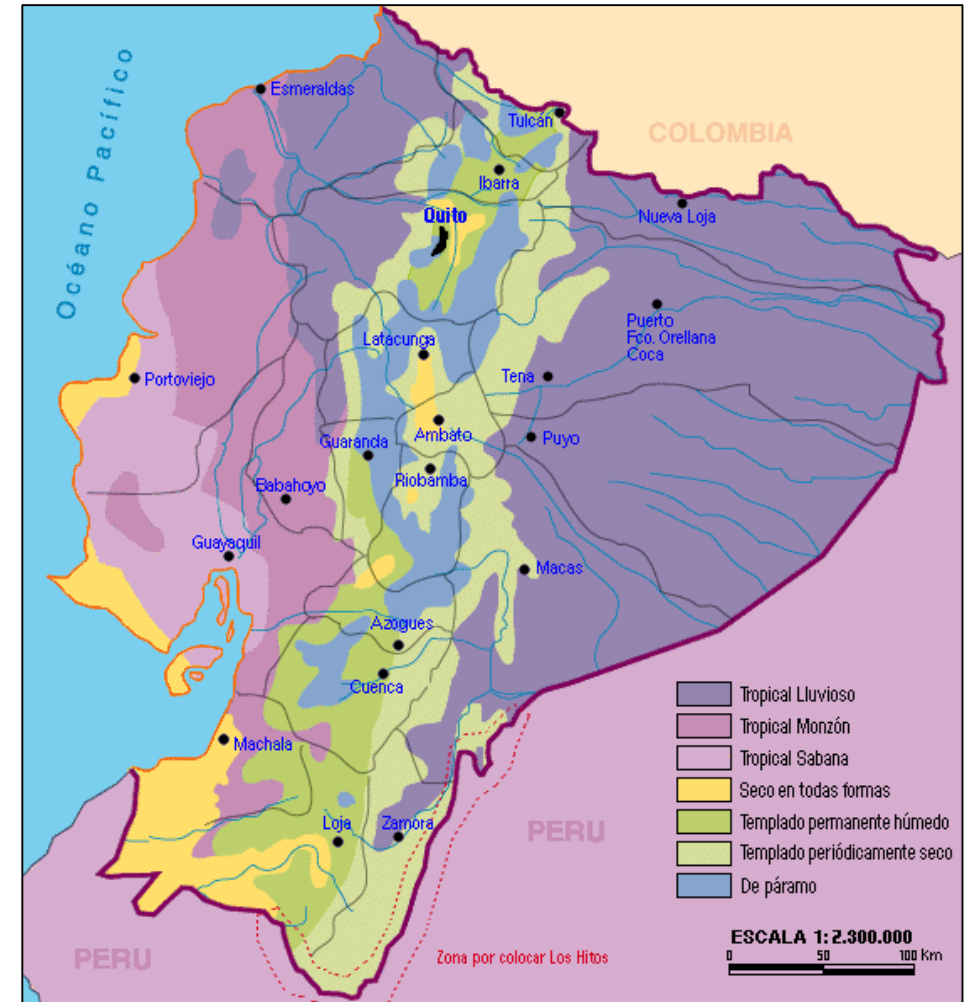 Océano Pacífico
Esmeraldas
Tulcán
COLOMBIA
Ibarra
Quito
Nueva Loja
Puerto
Fco. Orellana
Coca
Latacunga
Portoviejo
Tena
Ambato
Guaranda
Puyo
Riobamba
Babahoyo
Guayaquil
Macas
Azogues
Cuenca
Machala
Loja
Zamora
PERU
PERU
Zona por colocar Los Hitos
Tropical Lluvioso
Tropical Monzón
Tropical Sabana
Seco en todas formas
Templado permanente húmedo
Templado periódicamente seco
De páramo
ESCALA 1: 2.300.000
0 50 100 km